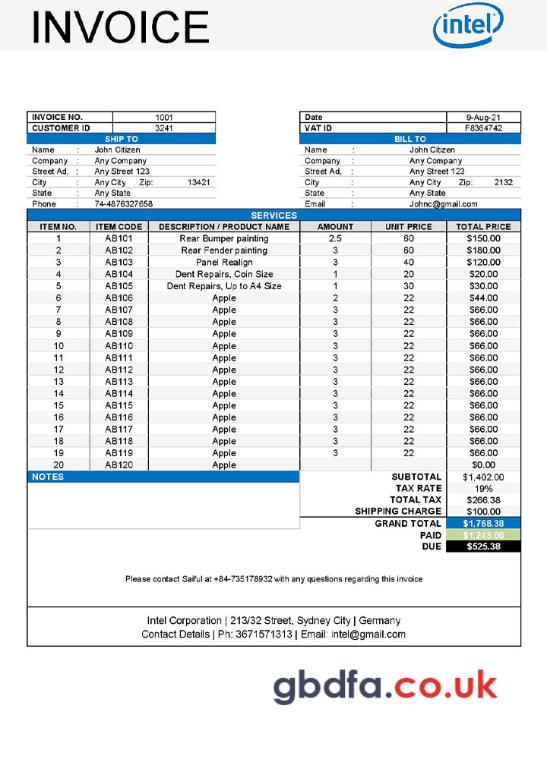 INVOICE
intel
INVOICE NO. 1001
CUSTOMER ID 3241
Date 9-Aug-21
VAT ID F8364742
SHIP TO
Name : John Citizen
Company : Any Company
Street Ad. : Any Street 123
City : Any City Zip: 13421
State : Any State
Phone : 74-4876327658
BILL TO
Name : John Citizen
Company : Any Company
Street Ad, : Any Street 123
City : Any City Zip: 2132
State : Any State
Email : Johnc@gmail.com
SERVICES
ITEM NO. ITEM CODE DESCRIPTION / PRODUCT NAME AMOUNT UNIT PRICE TOTAL PRICE
1 AB101 Rear Bumper painting 2.5 60 $150.00
2 AB102 Rear Fender painting 3 60 $180.00
3 AB103 Panel Realign 3 40 $120.00
4 AB104 Dent Repairs, Coin Size 1 20 $20.00
5 AB105 Dent Repairs, Up to A4 Size 1 30 $30.00
6 AB106 Apple 2 22 $44.00
7 AB107 Apple 3 22 $66.00
8 AB108 Apple 3 22 $66.00
9 AB109 Apple 3 22 $66.00
10 AB110 Apple 3 22 $66.00
11 AB111 Apple 3 22 $66.00
12 AB112 Apple 3 22 $66.00
13 AB113 Apple 3 22 $66.00
14 AB114 Apple 3 22 $66.00
15 AB115 Apple 3 22 $66.00
16 AB116 Apple 3 22 $66.00
17 AB117 Apple 3 22 $66.00
18 AB118 Apple 3 22 $66.00
19 AB119 Apple 3 22 $66.00
20 AB120 Apple $0.00
NOTES
SUBTOTAL $1,402.00
TAX RATE 19%
TOTAL TAX $266.38
SHIPPING CHARGE $100.00
GRAND TOTAL $1,768.38
PAID $1,243.00
DUE $525.38
Please contact Saiful at +84-735178932 with any questions regarding this invoice
Intel Corporation | 213/32 Street, Sydney City | Germany
Contact Details | Ph: 3671571313 | Email: intel@gmail.com
gbdfa.co.uk